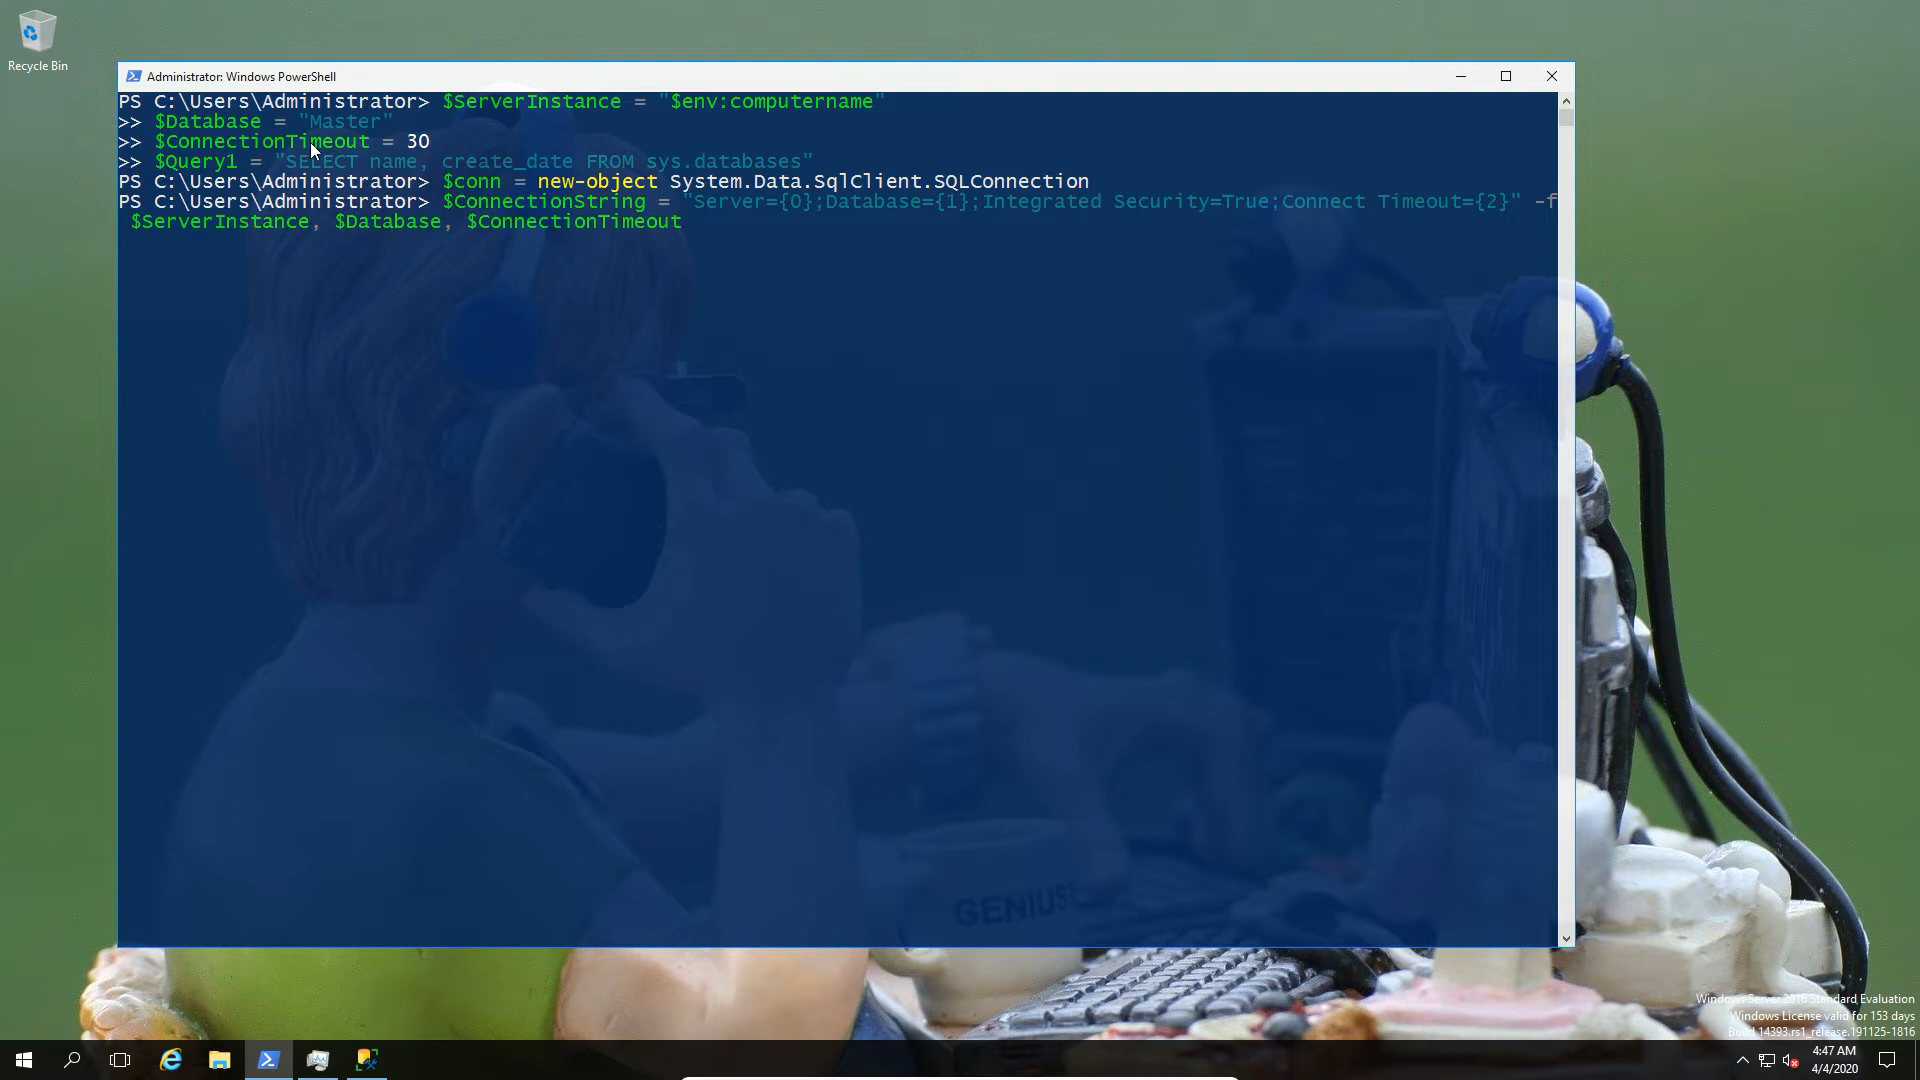 Recycle Bin
Administrator: Windows PowerShell
PS C:\Users\Administrator> $ServerInstance = "$env:computername"
>> $Database = "Master"
>> $ConnectionTimeout = 30
>> $Query1 = "SELECT name, create_date FROM sys.databases"
PS C:\Users\Administrator> $conn = new-object System.Data.SqlClient.SQLConnection
PS C:\Users\Administrator> $ConnectionString = "Server={0};Database={1};Integrated Security=True;Connect Timeout={2}" -f
$ServerInstance, $Database, $ConnectionTimeout
GENIUS!
Windows Server 2016 Standard Evaluation
Windows License valid for 153 days
Build 14393.rs1_release.191125-1816
4:47 AM
4/4/2020